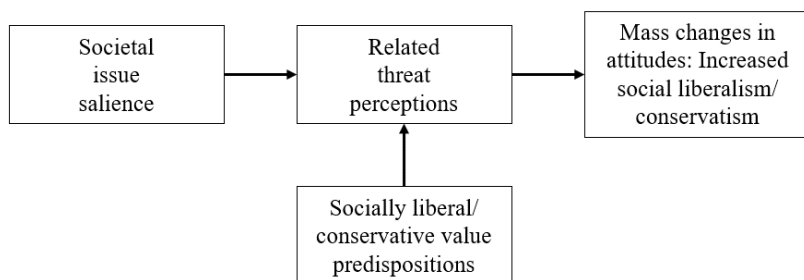 Societal
issue
salience
Related
threat
perceptions
Mass changes in
attitudes: Increased
social liberalism/
conservatism
Socially liberal/
conservative value
predispositions